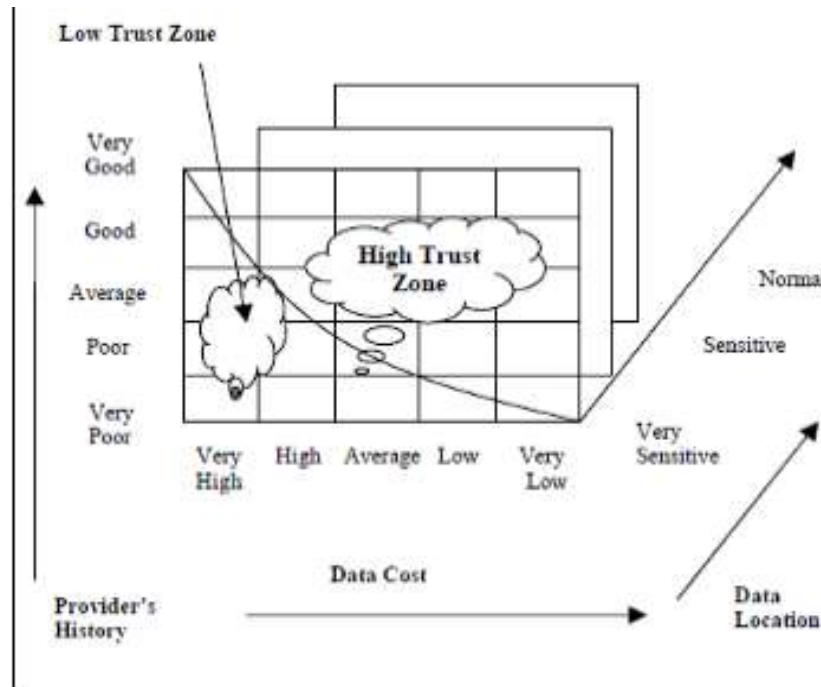 Low Trust Zone
Very
Good
Good
Average
Poor
Very
Poor
High Trust
Zone
Normal
Sensitive
Very
Sensitive
Very
High
High
Average
Low
Very
Low
Data Cost
Provider's
History
Data
Location